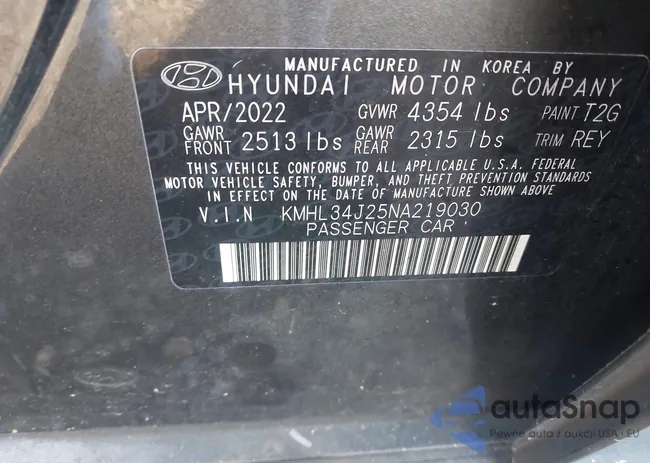 MANUFACTURED IN KOREA BY
HYUNDAI MOTOR COMPANY
APR/2022 GVWR 4354 lbs PAINT T2G
GAWR FRONT 2513 lbs GAWR REAR 2315 lbs TRIM REY
THIS VEHICLE CONFORMS TO ALL APPLICABLE U.S.A. FEDERAL
MOTOR VEHICLE SAFETY, BUMPER, AND THEFT PREVENTION STANDARDS
IN EFFECT ON THE DATE OF MANUFACTURE SHOWN ABOVE
V.I.N KMHL34J25NA219030
PASSENGER CAR
autoSnap
Pewne auta z aukcji USA i EU